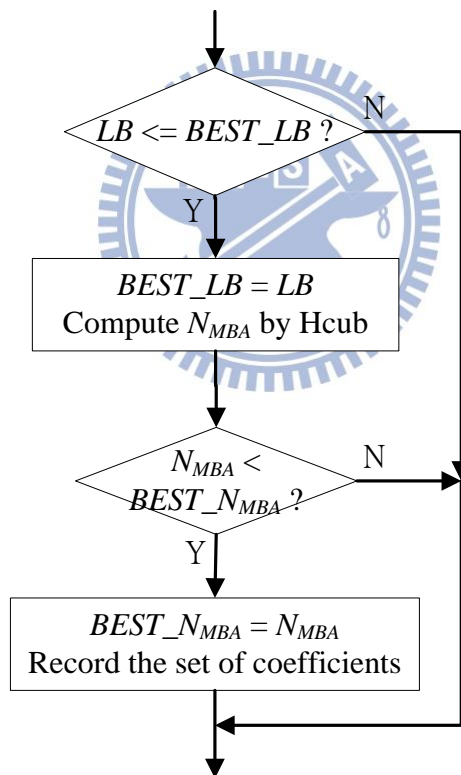 LB <= BEST_LB ?
N
Y
BEST_LB = LB
Compute N_MBA by Hcub
N_MBA <
BEST_N_MBA ?
N
Y
BEST_N_MBA = N_MBA
Record the set of coefficients